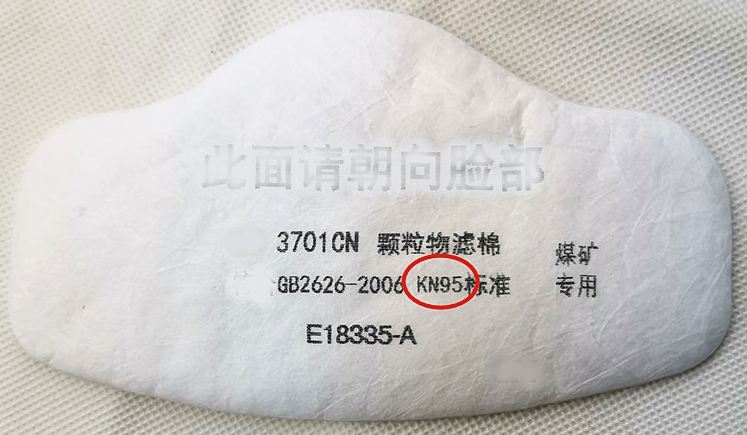 此面请朝向脸部
3701CN 颗粒物滤棉
煤矿
GB2626-2006 KN95标准
专用
E18335-A